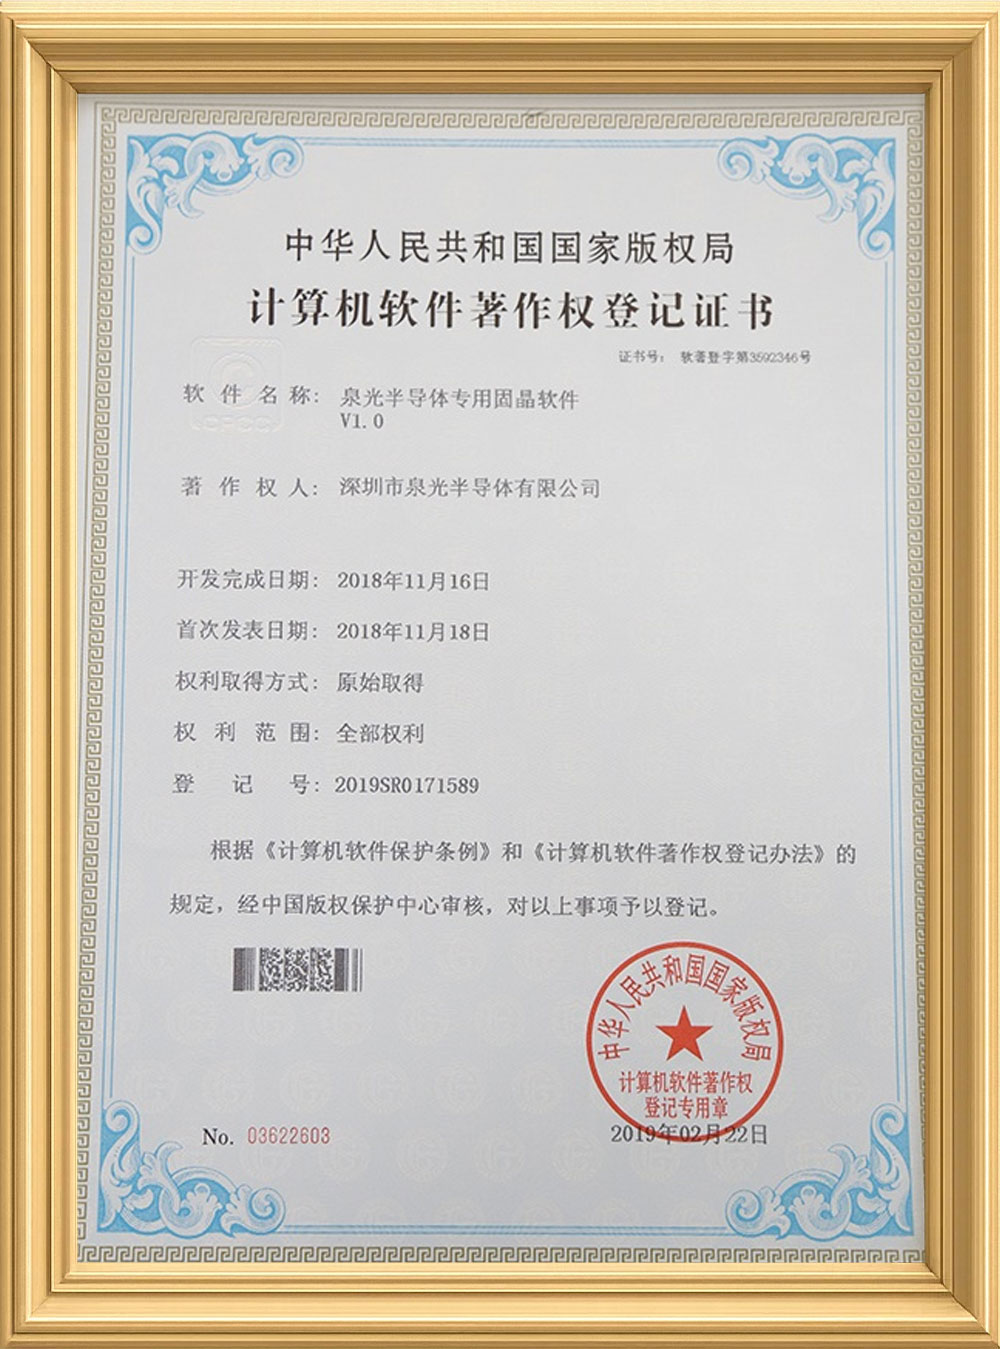 中华人民共和国国家版权局
计算机软件著作权登记证书
证书号： 软著登字第3592346号
软件名称： 泉光半导体专用固晶软件
V1.0
著作权人： 深圳市泉光半导体有限公司
开发完成日期： 2018年11月16日
首次发表日期： 2018年11月18日
权利取得方式： 原始取得
权利范围： 全部权利
登记号： 2019SR0171589
根据《计算机软件保护条例》和《计算机软件著作权登记办法》的
规定，经中国版权保护中心审核，对以上事项予以登记。
中华人民共和国国家版权局
计算机软件著作权
登记专用章
No. 03622603
2019年02月22日
CPCC